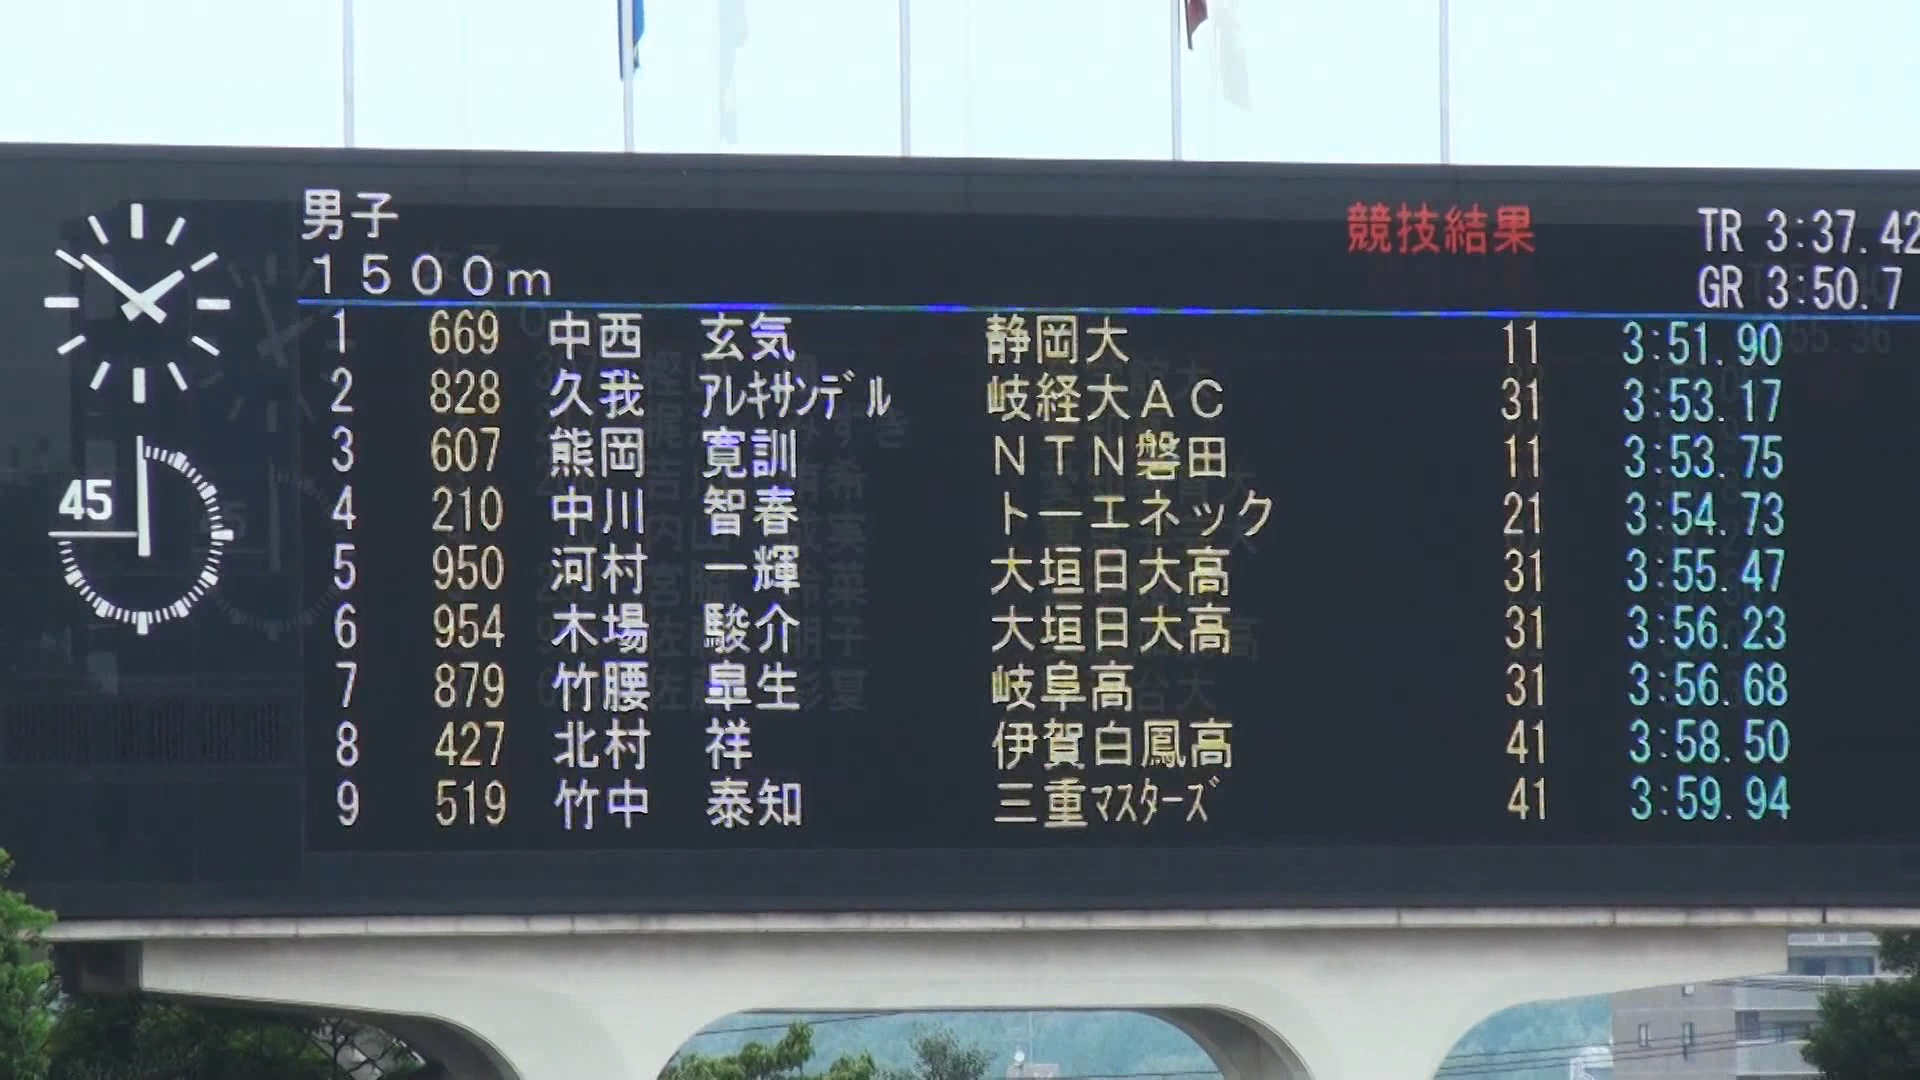 男子 競技結果 TR 3:37.42
1500m GR 3:50.7
1 669 中西 玄気 静岡大 11 3:51.90
2 828 久我 ｱﾚｷｻﾝﾃﾞﾙ 岐経大AC 31 3:53.17
3 607 熊岡 寛訓 NTN磐田 11 3:53.75
4 210 中川 智春 トーエネック 21 3:54.73
5 950 河村 一輝 大垣日大高 31 3:55.47
6 954 木場 駿介 大垣日大高 31 3:56.23
7 879 竹腰 皐生 岐阜高 31 3:56.68
8 427 北村 祥 伊賀白鳳高 41 3:58.50
9 519 竹中 泰知 三重ﾏｽﾀｰｽﾞ 41 3:59.94
45